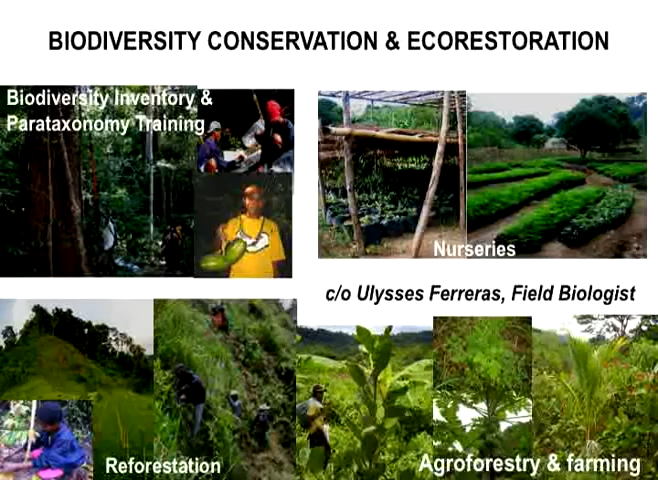 BIODIVERSITY CONSERVATION & ECORESTORATION
Biodiversity Inventory &
Parataxonomy Training
Nurseries
c/o Ulysses Ferreras, Field Biologist
Reforestation
Agroforestry & farming